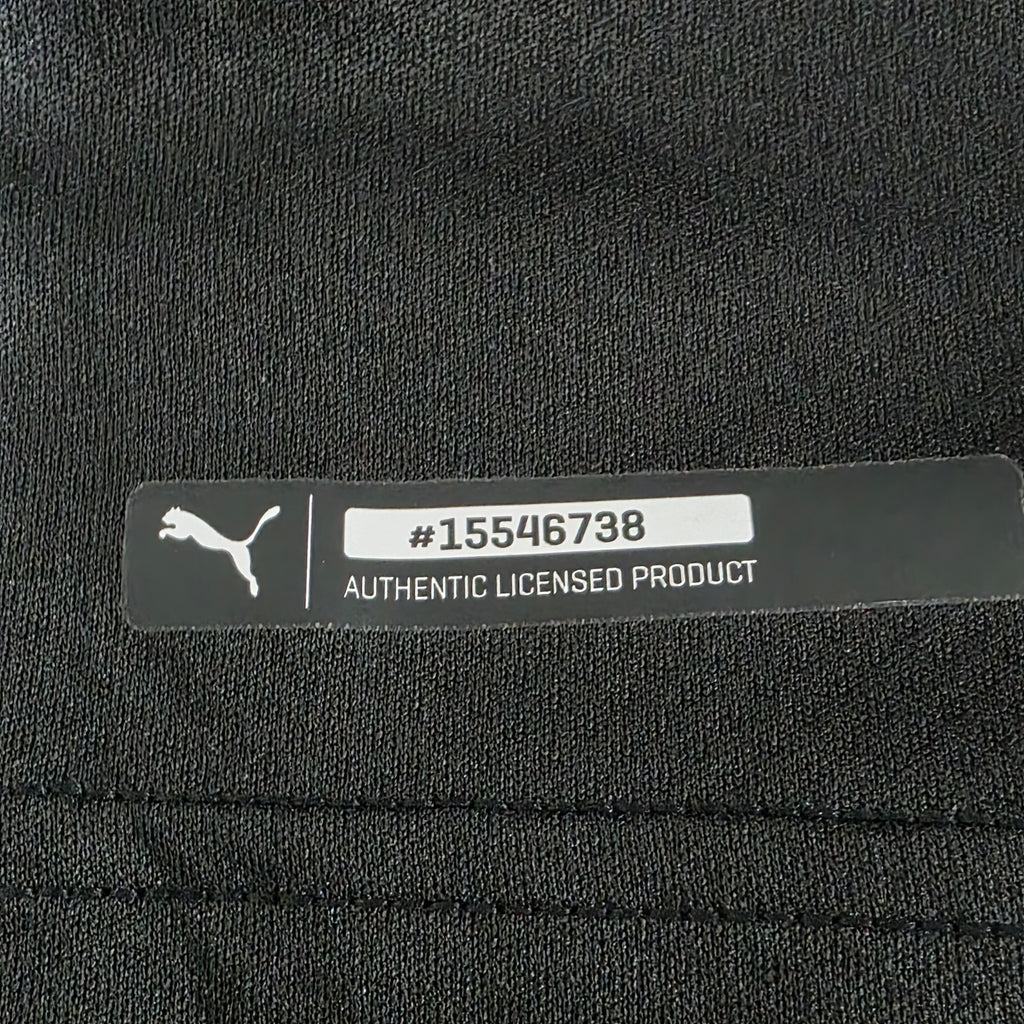 #15546738
AUTHENTIC LICENSED PRODUCT